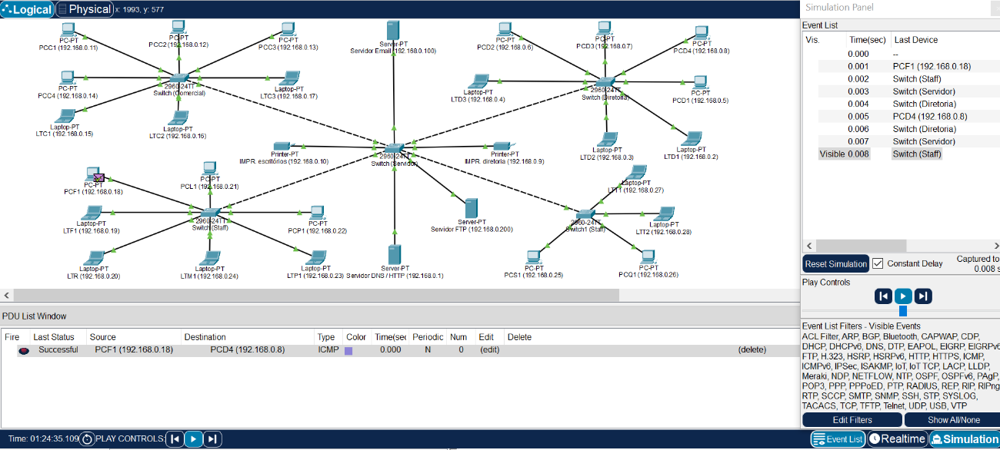 Logical
Physical
x: 1993, y: 577
PC-PT
PCC1 (192.168.0.11)
PC-PT
PCC2 (192.168.0.12)
PC-PT
PCC3 (192.168.0.13)
PC-PT
PCC4 (192.168.0.14)
Laptop-PT
LTC1 (192.168.0.15)
Laptop-PT
LTC2 (192.168.0.16)
Laptop-PT
LTC3 (192.168.0.17)
2960-24TT
Switch (Comercial)
Server-PT
Servidor Email (192.168.0.100)
PC-PT
PCD2 (192.168.0.6)
PC-PT
PCD3 (192.168.0.7)
PC-PT
PCD4 (192.168.0.8)
Laptop-PT
LTD3 (192.168.0.4)
2960-24TT
Switch (Diretoria)
PC-PT
PCD1 (192.168.0.5)
Laptop-PT
LTD2 (192.168.0.3)
Laptop-PT
LTD1 (192.168.0.2)
Printer-PT
IMPR. escritórios (192.168.0.10)
2960-24TT
Switch (Servidor)
Printer-PT
IMPR. diretoria (192.168.0.9)
PC-PT
PCF1 (192.168.0.18)
PC-PT
PCL1 (192.168.0.21)
Laptop-PT
LTF1 (192.168.0.19)
2960-24TT
Switch (Staff)
PC-PT
PCP1 (192.168.0.22)
Laptop-PT
LTR (192.168.0.20)
Laptop-PT
LTM1 (192.168.0.24)
Laptop-PT
LTP1 (192.168.0.23)
Server-PT
Servidor DNS / HTTP (192.168.0.1)
Server-PT
Servidor FTP (192.168.0.200)
Laptop-PT
LTT1 (192.168.0.27)
2960-24TT
Switch1 (Staff)
Laptop-PT
LTT2 (192.168.0.28)
PC-PT
PCS1 (192.168.0.25)
PC-PT
PCQ1 (192.168.0.26)
Simulation Panel
Event List
Vis. Time(sec) Last Device
0.000 --
0.001 PCF1 (192.168.0.18)
0.002 Switch (Staff)
0.003 Switch (Servidor)
0.004 Switch (Diretoria)
0.005 PCD4 (192.168.0.8)
0.006 Switch (Diretoria)
0.007 Switch (Servidor)
Visible 0.008 Switch (Staff)
Reset Simulation
Constant Delay
Captured to
0.008 s
Play Controls
Event List Filters - Visible Events
ACL Filter, ARP, BGP, Bluetooth, CAPWAP, CDP,
DHCP, DHCPv6, DNS, DTP, EAPOL, EIGRP, EIGRPv6
FTP, H.323, HSRP, HSRPv6, HTTP, HTTPS, ICMP,
ICMPv6, IPSec, ISAKMP, IoT, IoT TCP, LACP, LLDP,
Meraki, NDP, NETFLOW, NTP, OSPF, OSPFv6, PAgP,
POP3, PPP, PPPoED, PTP, RADIUS, REP, RIP, RIPng
RTP, SCCP, SMTP, SNMP, SSH, STP, SYSLOG,
TACACS, TCP, TFTP, Telnet, UDP, USB, VTP
Edit Filters
Show All/None
PDU List Window
Fire Last Status Source Destination Type Color Time(sec Periodic Num Edit Delete
Successful PCF1 (192.168.0.18) PCD4 (192.168.0.8) ICMP 0.000 N 0 (edit) (delete)
Time: 01:24:35.109
PLAY CONTROLS:
Event List
Realtime
Simulation